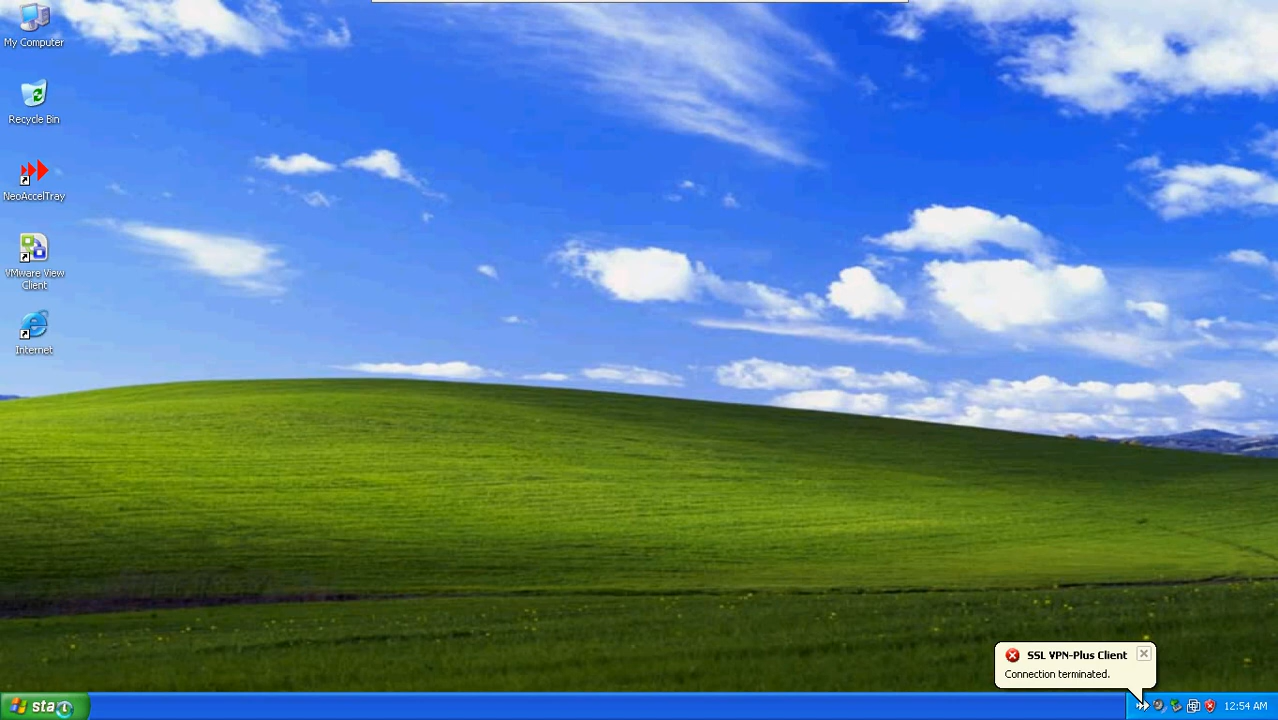 My Computer
Recycle Bin
NeoAccelTray
VMware View
Client
Internet
SSL VPN-Plus Client
Connection terminated.
sta
12:54 AM